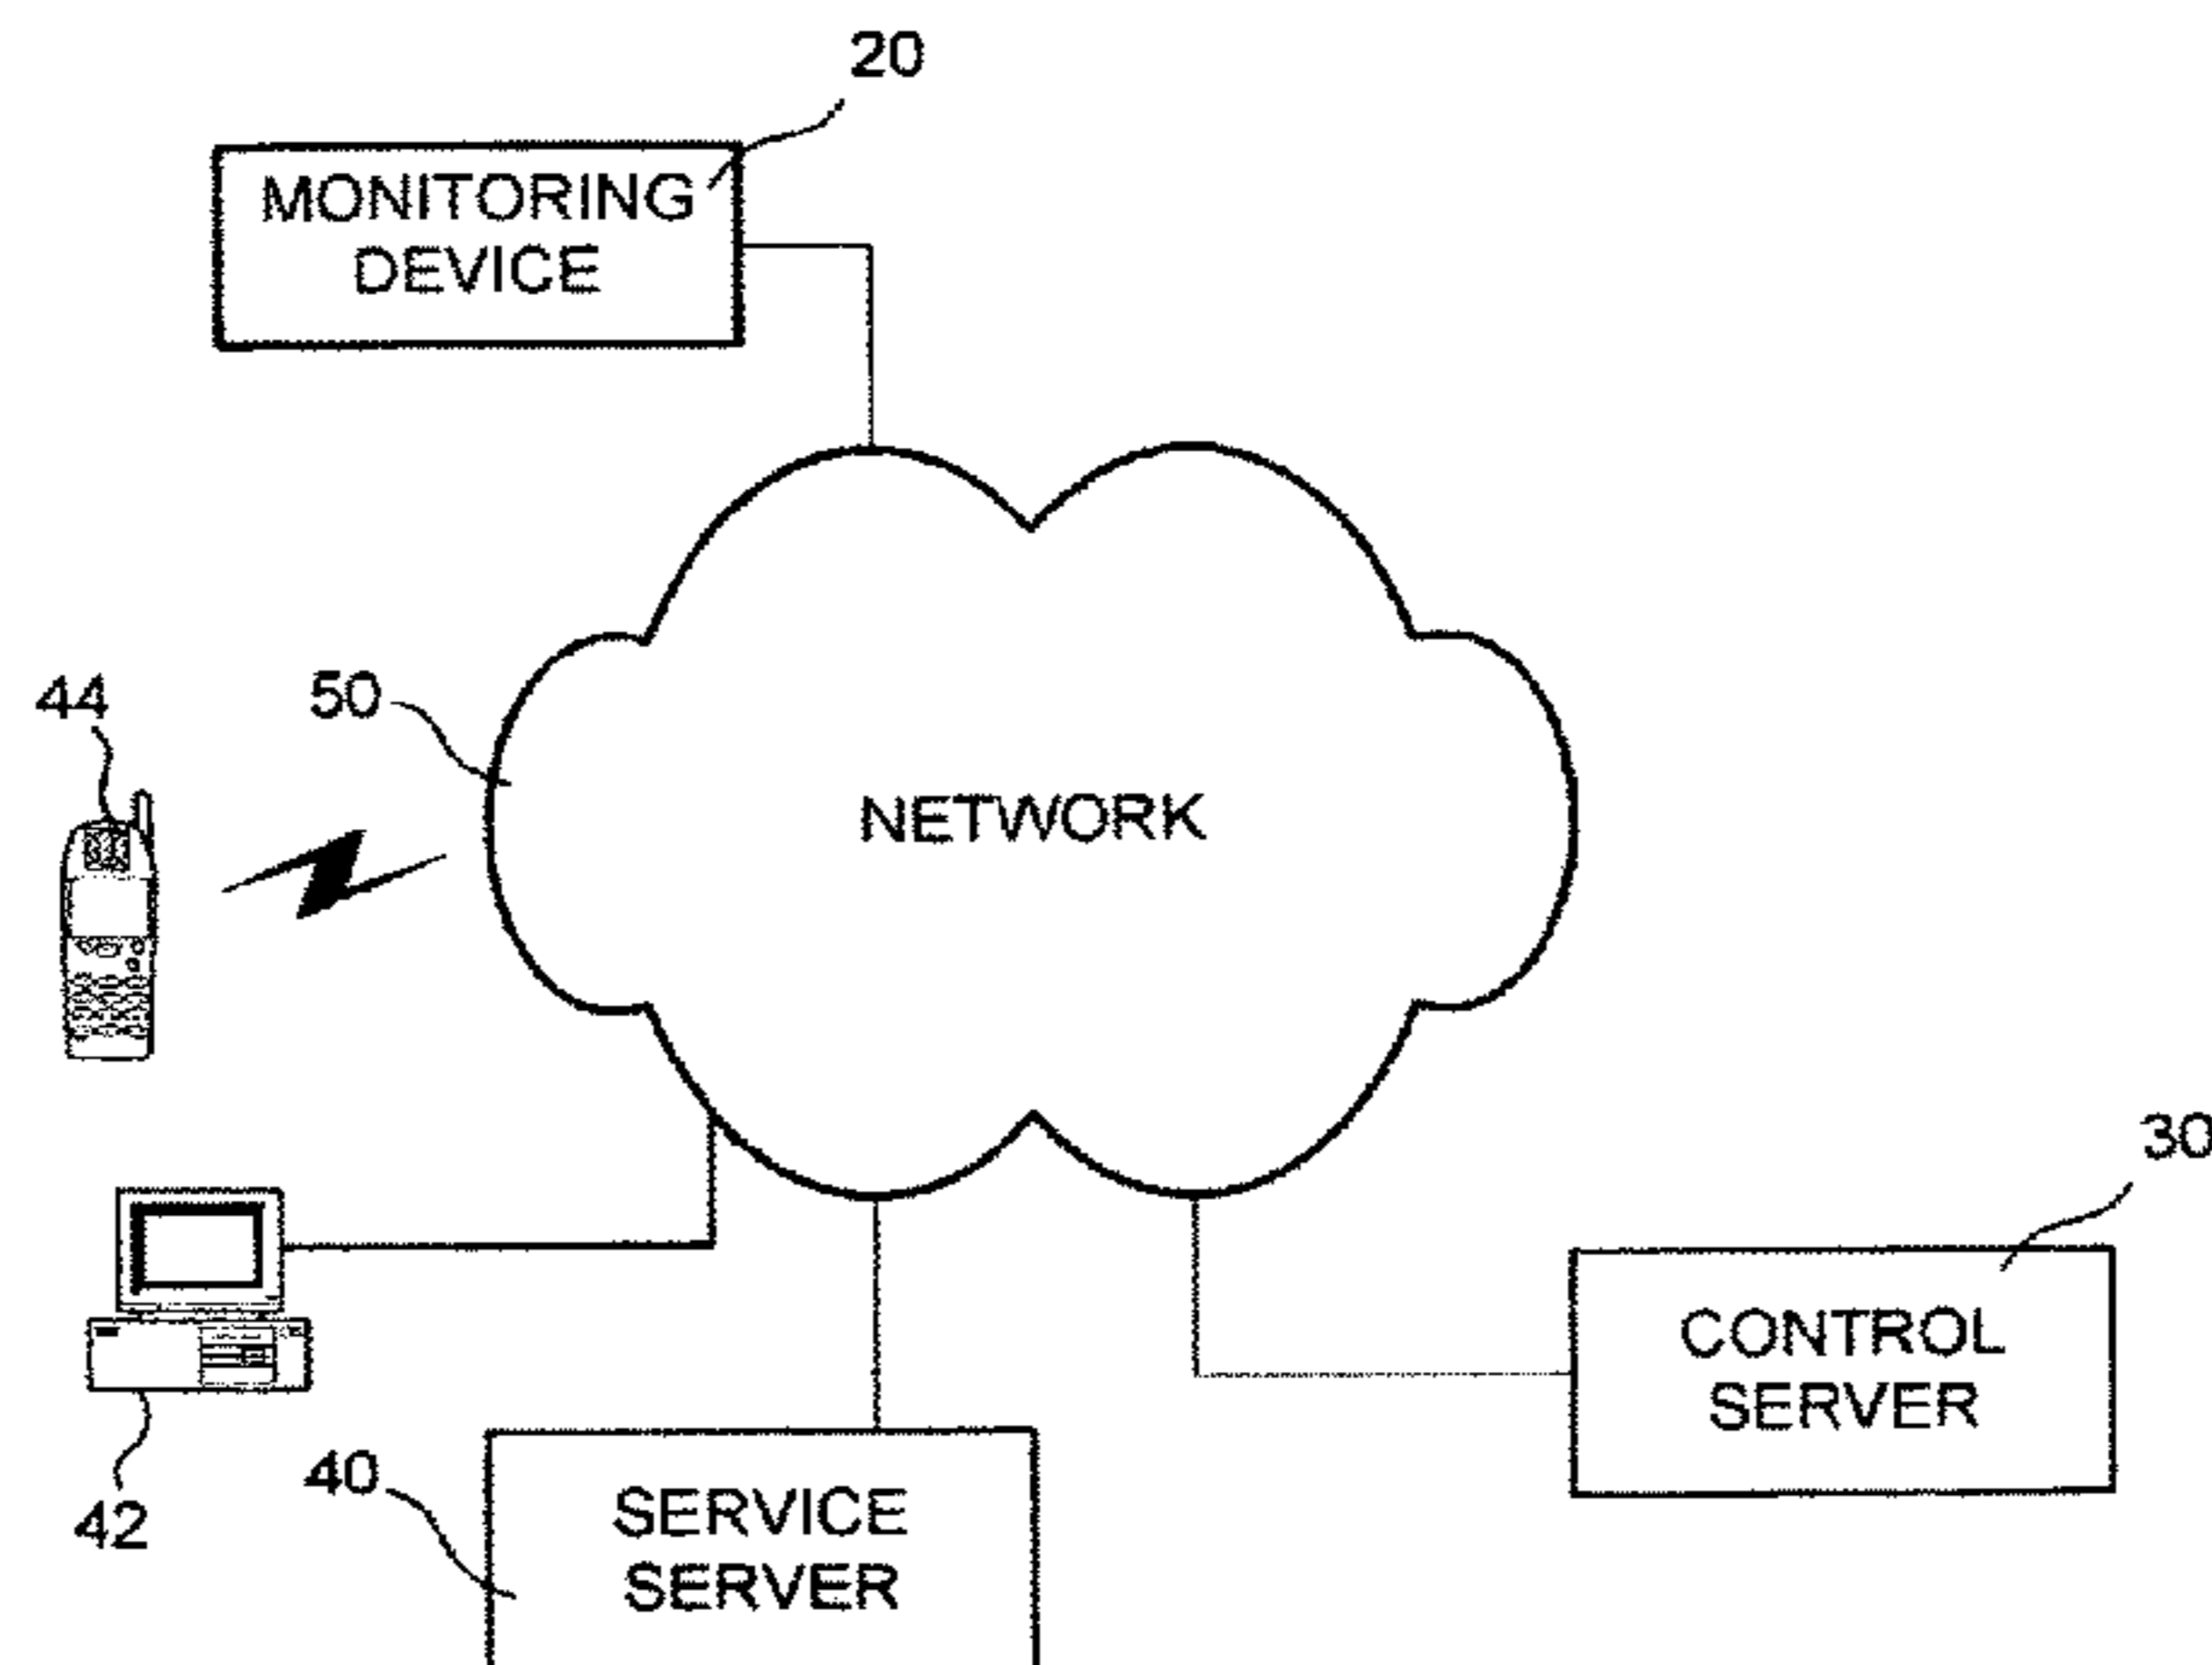 20
MONITORING
DEVICE
44
50
NETWORK
30
CONTROL
SERVER
40
SERVICE
SERVER
42